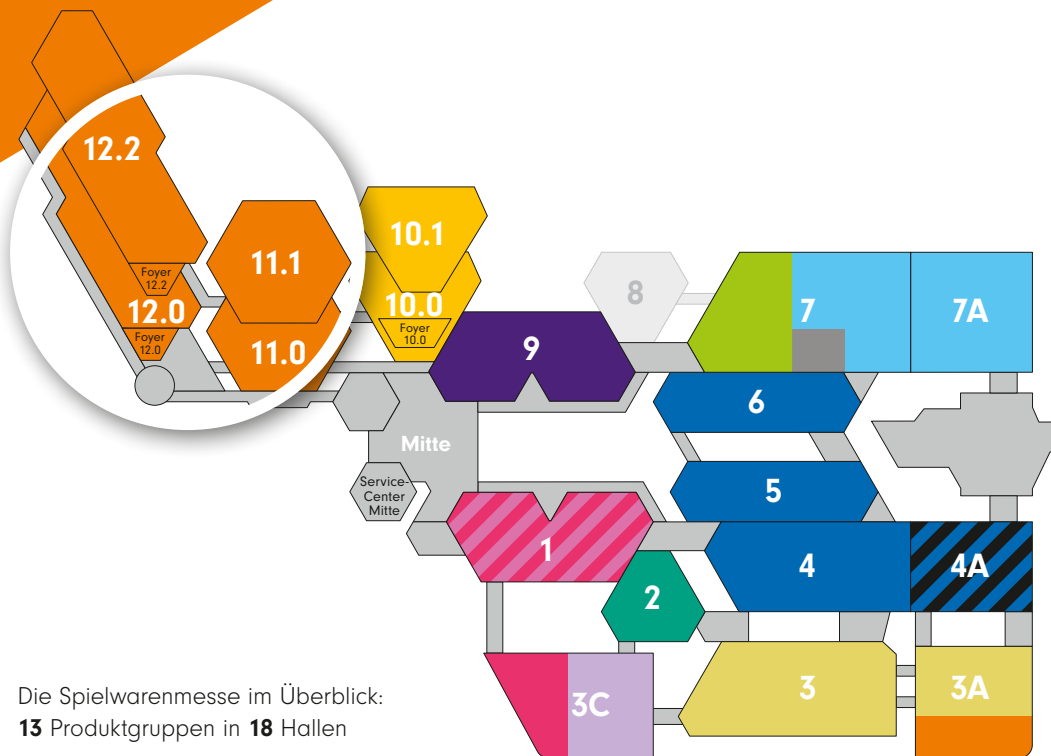 12.2
Foyer
12.2
12.0
Foyer
12.0
11.1
11.0
10.1
10.0
Foyer
10.0
9
8
7
7A
6
Mitte
Service-
Center
Mitte
5
1
2
4
4A
3C
3
3A
Die Spielwarenmesse im Überblick:
13 Produktgruppen in 18 Hallen